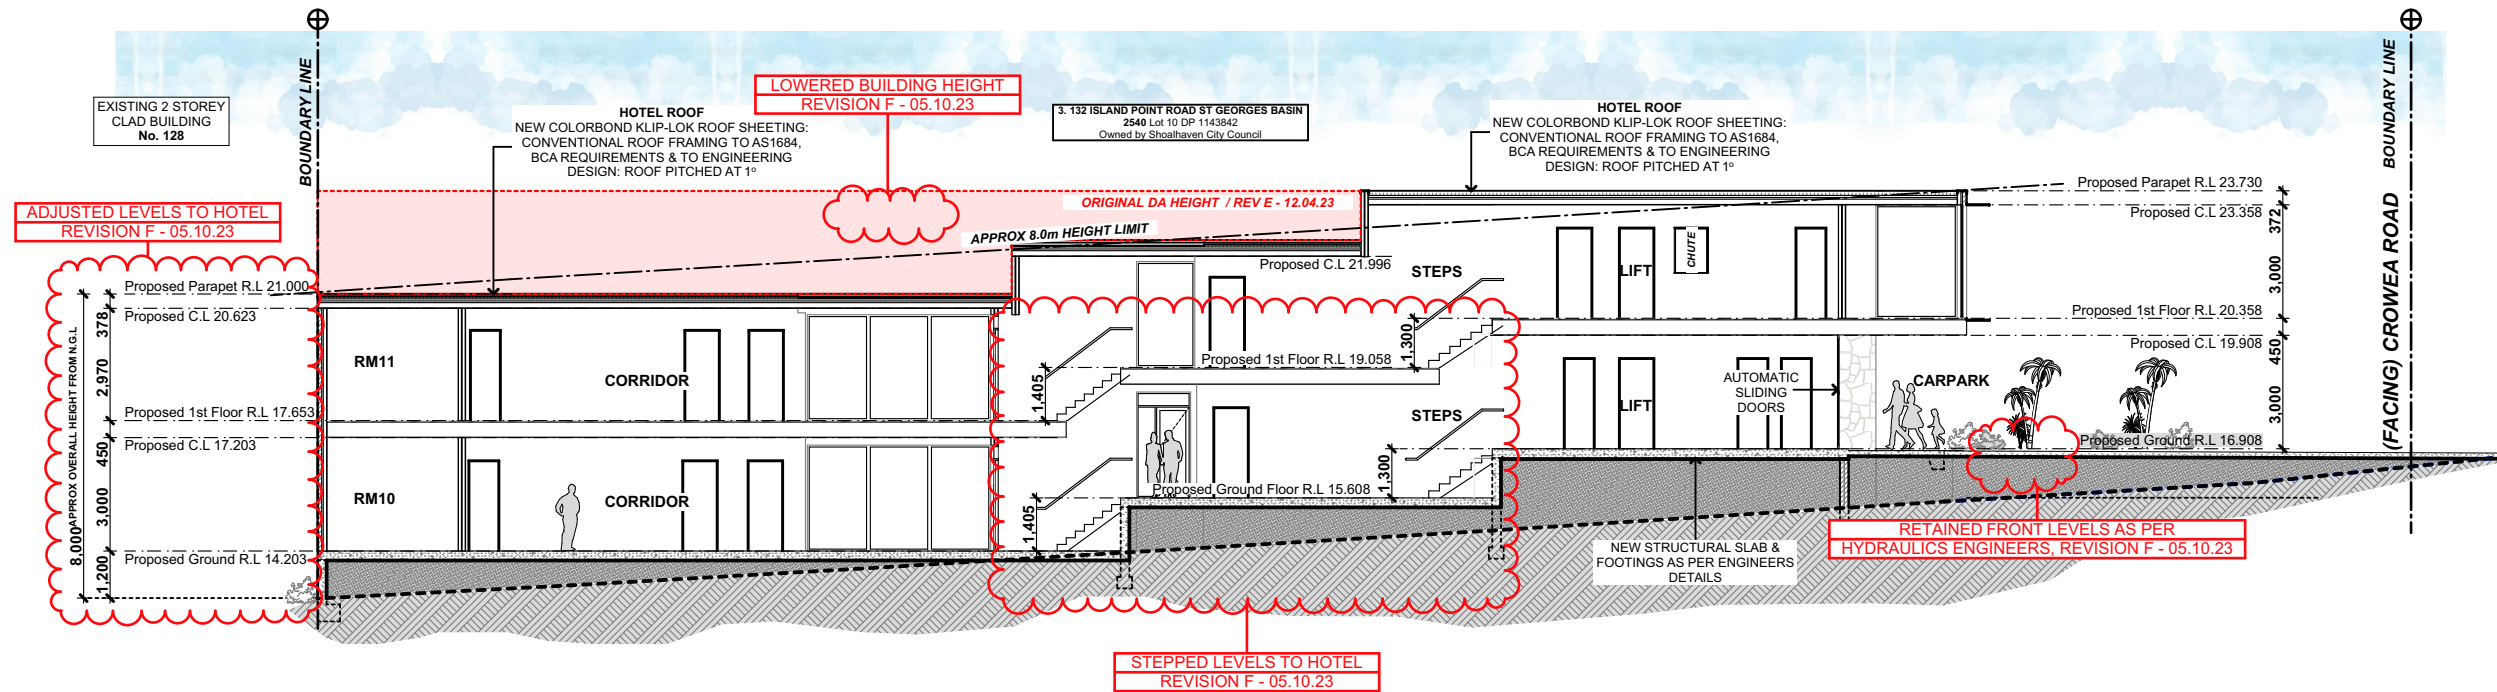 EXISTING 2 STOREY
CLAD BUILDING
No. 128
BOUNDARY LINE
HOTEL ROOF
NEW COLORBOND KLIP-LOK ROOF SHEETING:
CONVENTIONAL ROOF FRAMING TO AS1684,
BCA REQUIREMENTS & TO ENGINEERING
DESIGN: ROOF PITCHED AT 1º
LOWERED BUILDING HEIGHT
REVISION F - 05.10.23
3. 132 ISLAND POINT ROAD ST GEORGES BASIN
2540 Lot 10 DP 1143842
Owned by Shoalhaven City Council
HOTEL ROOF
NEW COLORBOND KLIP-LOK ROOF SHEETING:
CONVENTIONAL ROOF FRAMING TO AS1684,
BCA REQUIREMENTS & TO ENGINEERING
DESIGN: ROOF PITCHED AT 1º
BOUNDARY LINE
(FACING) CROWEA ROAD
ADJUSTED LEVELS TO HOTEL
REVISION F - 05.10.23
ORIGINAL DA HEIGHT / REV E - 12.04.23
APPROX 8.0m HEIGHT LIMIT
Proposed Parapet R.L 23.730
Proposed C.L 23.358
372
3,000
Proposed 1st Floor R.L 20.358
Proposed C.L 19.908
450
3,000
Proposed Ground R.L 16.908
Proposed Parapet R.L 21.000
Proposed C.L 20.623
378
2,970
Proposed 1st Floor R.L 17.653
Proposed C.L 17.203
450
3,000
Proposed Ground R.L 14.203
1,200
8,000
APPROX OVERALL HEIGHT FROM N.G.L
RM11
CORRIDOR
RM10
CORRIDOR
Proposed C.L 21.996
STEPS
1,300
Proposed 1st Floor R.L 19.058
1,405
STEPS
1,300
Proposed Ground Floor R.L 15.608
1,405
LIFT
CHUTE
LIFT
AUTOMATIC
SLIDING
DOORS
CARPARK
NEW STRUCTURAL SLAB &
FOOTINGS AS PER ENGINEERS
DETAILS
RETAINED FRONT LEVELS AS PER
HYDRAULICS ENGINEERS, REVISION F - 05.10.23
STEPPED LEVELS TO HOTEL
REVISION F - 05.10.23